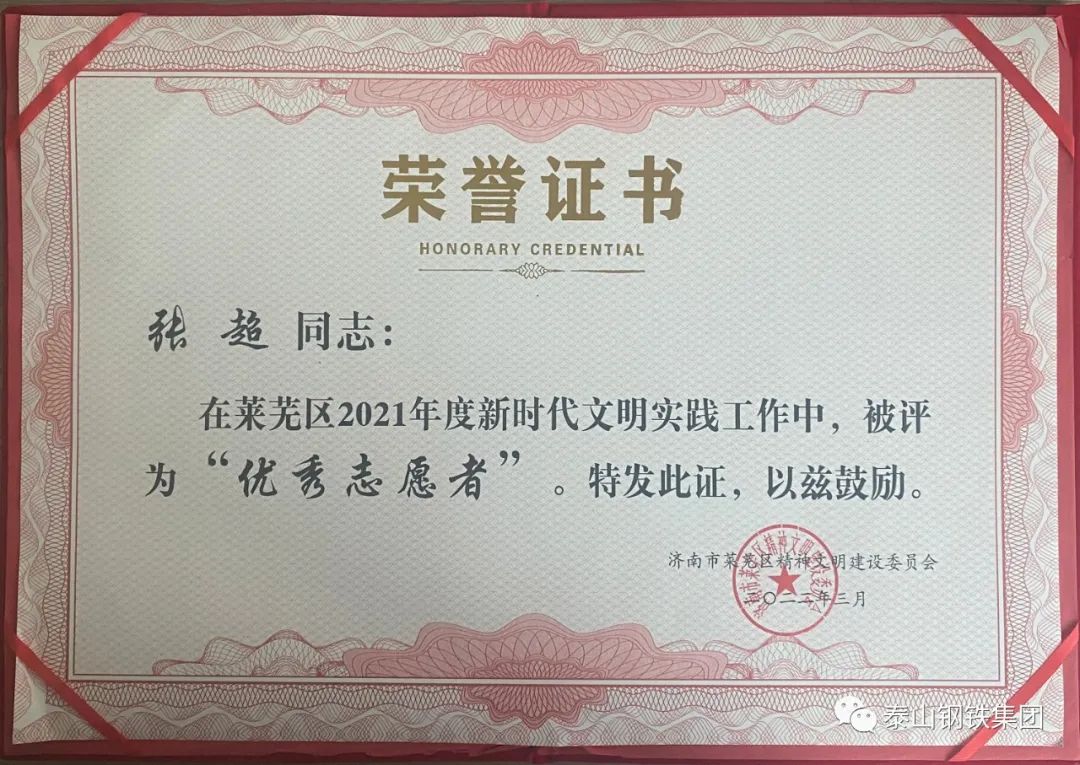 荣誉证书
HONORARY CREDENTIAL
张 超 同志：
在莱芜区2021年度新时代文明实践工作中，被评
为“优秀志愿者”。特发此证，以兹鼓励。
济南市莱芜区精神文明建设委员会
二〇二二年三月
泰山钢铁集团